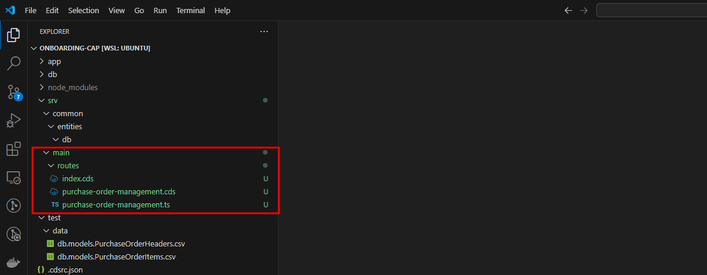 File Edit Selection View Go Run Terminal Help
EXPLORER ...
ONBOARDING-CAP [WSL: UBUNTU]
app
db
node_modules
srv
common
entities
db
main
routes
index.cds U
purchase-order-management.cds U
TS purchase-order-management.ts U
test
data
db.models.PurchaseOrderHeaders.csv
db.models.PurchaseOrderItems.csv
.cdsrc.json
7